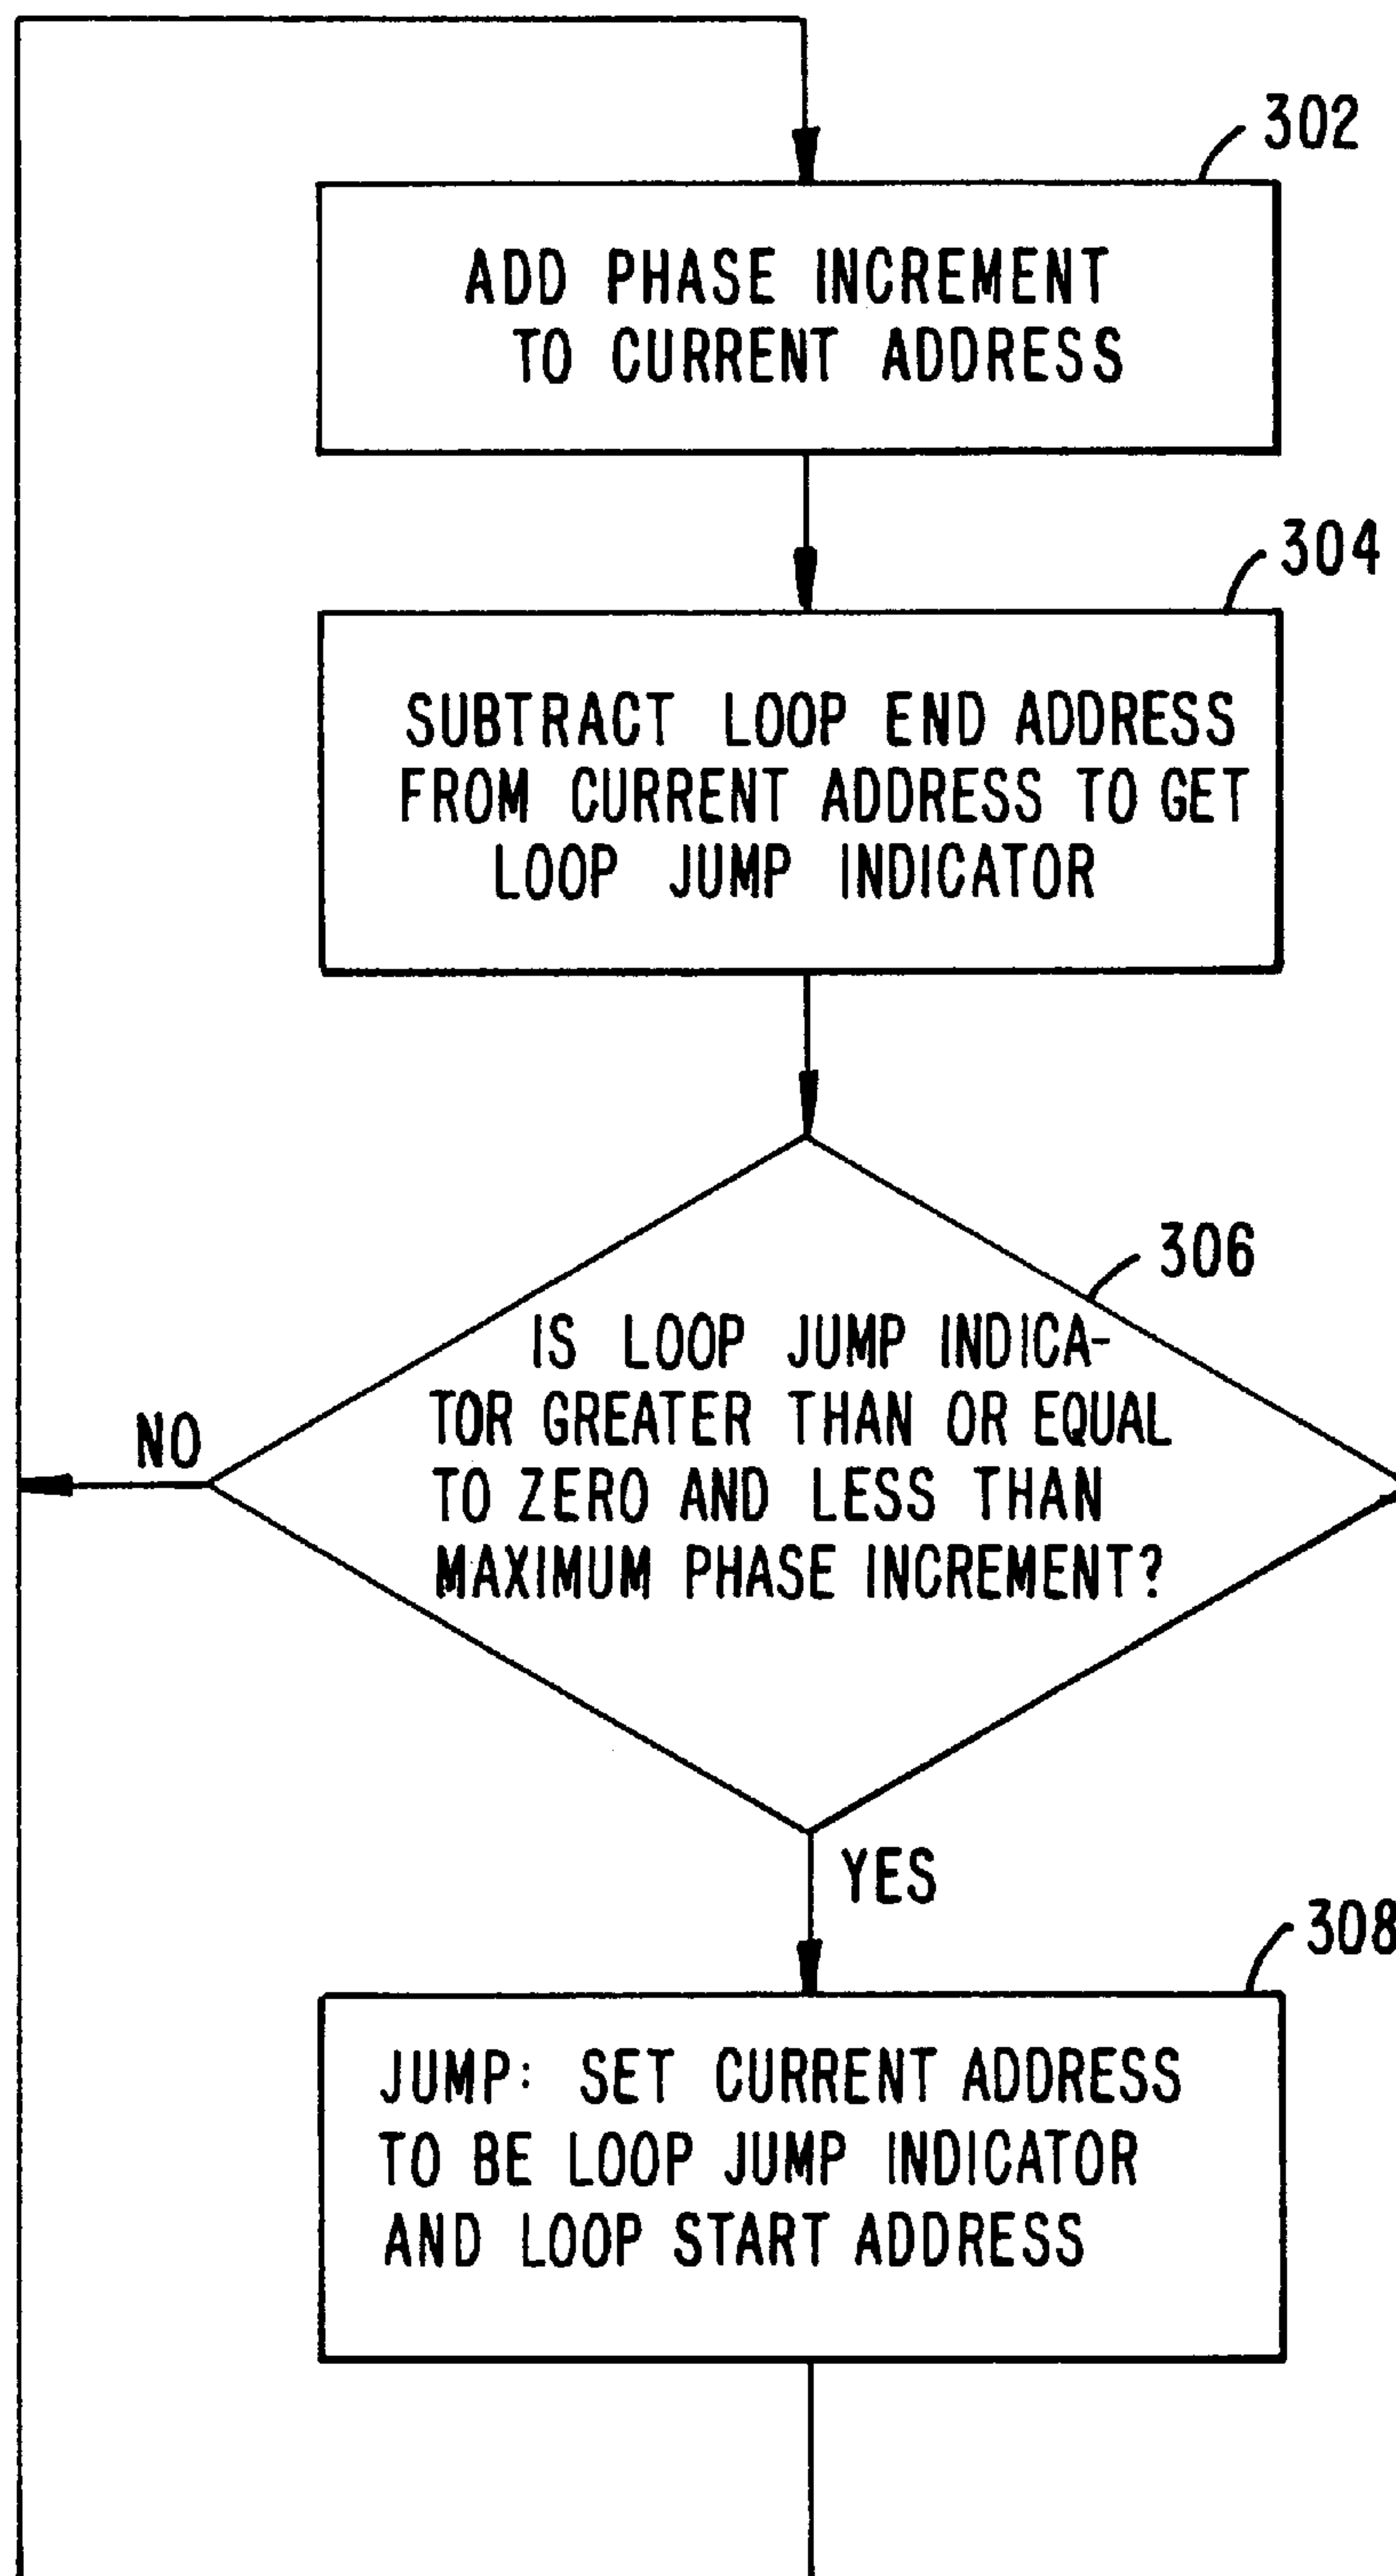 302
ADD PHASE INCREMENT
TO CURRENT ADDRESS
304
SUBTRACT LOOP END ADDRESS
FROM CURRENT ADDRESS TO GET
LOOP JUMP INDICATOR
306
IS LOOP JUMP INDICA-
TOR GREATER THAN OR EQUAL
TO ZERO AND LESS THAN
MAXIMUM PHASE INCREMENT?
NO
YES
308
JUMP: SET CURRENT ADDRESS
TO BE LOOP JUMP INDICATOR
AND LOOP START ADDRESS